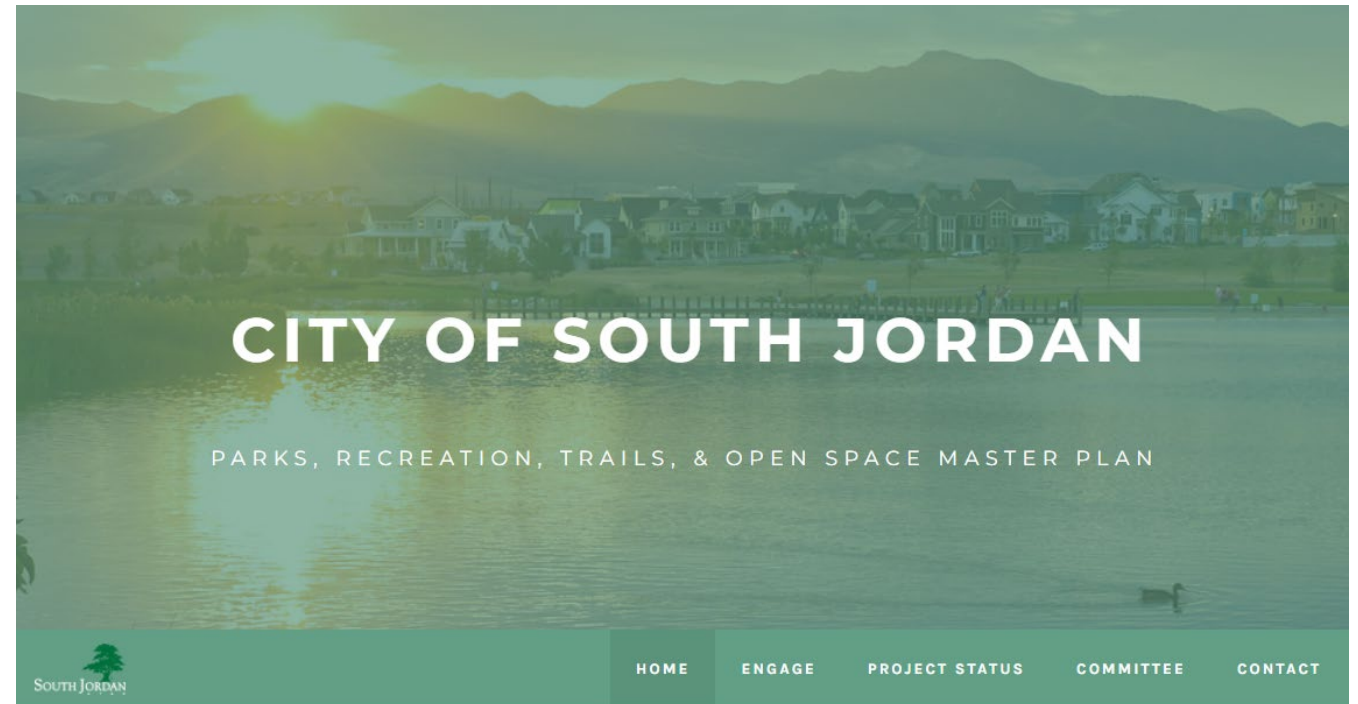 CITY OF SOUTH JORDAN
PARKS, RECREATION, TRAILS, & OPEN SPACE MASTER PLAN
SOUTH JORDAN
UTAH
HOME ENGAGE PROJECT STATUS COMMITTEE CONTACT